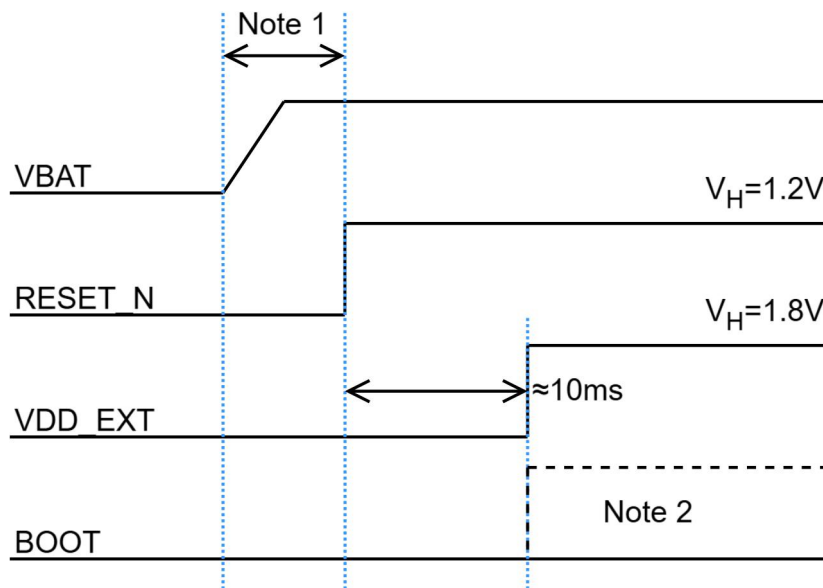 Note 1
VBAT
V_H=1.2V
RESET_N
V_H=1.8V
≈10ms
VDD_EXT
Note 2
BOOT